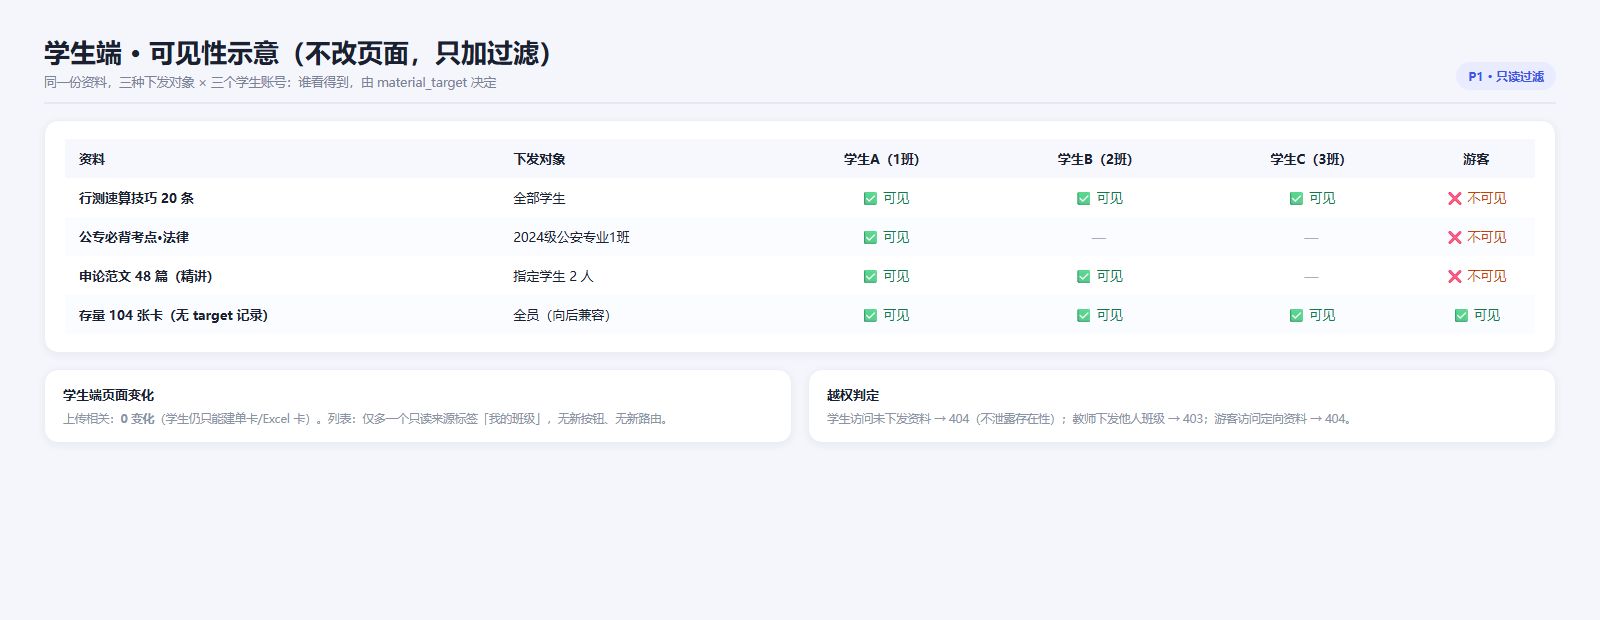 学生端 • 可见性示意（不改页面，只加过滤）
同一份资料，三种下发对象 × 三个学生账号：谁看得到，由 material_target 决定
P1 • 只读过滤
资料 下发对象 学生A（1班） 学生B（2班） 学生C（3班） 游客
行测速算技巧 20 条 全部学生 ✅ 可见 ✅ 可见 ✅ 可见 ❌ 不可见
公专必背考点•法律 2024级公安专业1班 ✅ 可见 — — ❌ 不可见
申论范文 48 篇（精讲） 指定学生 2 人 ✅ 可见 ✅ 可见 — ❌ 不可见
存量 104 张卡（无 target 记录） 全员（向后兼容） ✅ 可见 ✅ 可见 ✅ 可见 ✅ 可见
学生端页面变化
上传相关：0 变化（学生仍只能建单卡/Excel 卡）。列表：仅多一个只读来源标签「我的班级」，无新按钮、无新路由。
越权判定
学生访问未下发资料 → 404（不泄露存在性）；教师下发他人班级 → 403；游客访问定向资料 → 404。